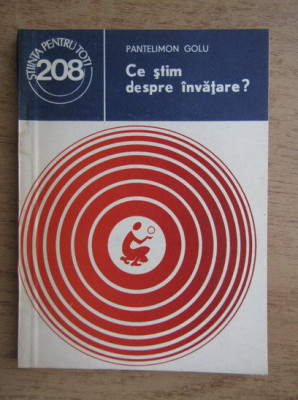 ȘTIINȚA PENTRU TOȚI
208
PANTELIMON GOLU
Ce știm
despre învățare?